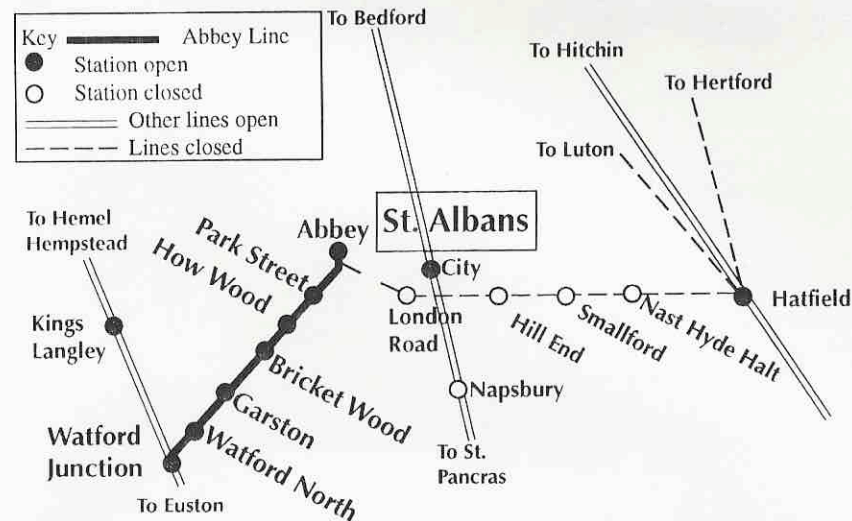 Key Abbey Line
Station open
Station closed
Other lines open
Lines closed
To Bedford
To Hitchin
To Hertford
To Luton
To Hemel
Hempstead
Kings
Langley
Watford
Junction
To Euston
Abbey
Park Street
How Wood
Bricket Wood
Garston
Watford North
St. Albans
City
London
Road
Hill End
Smallford
Nast Hyde Halt
Hatfield
Napsbury
To St.
Pancras